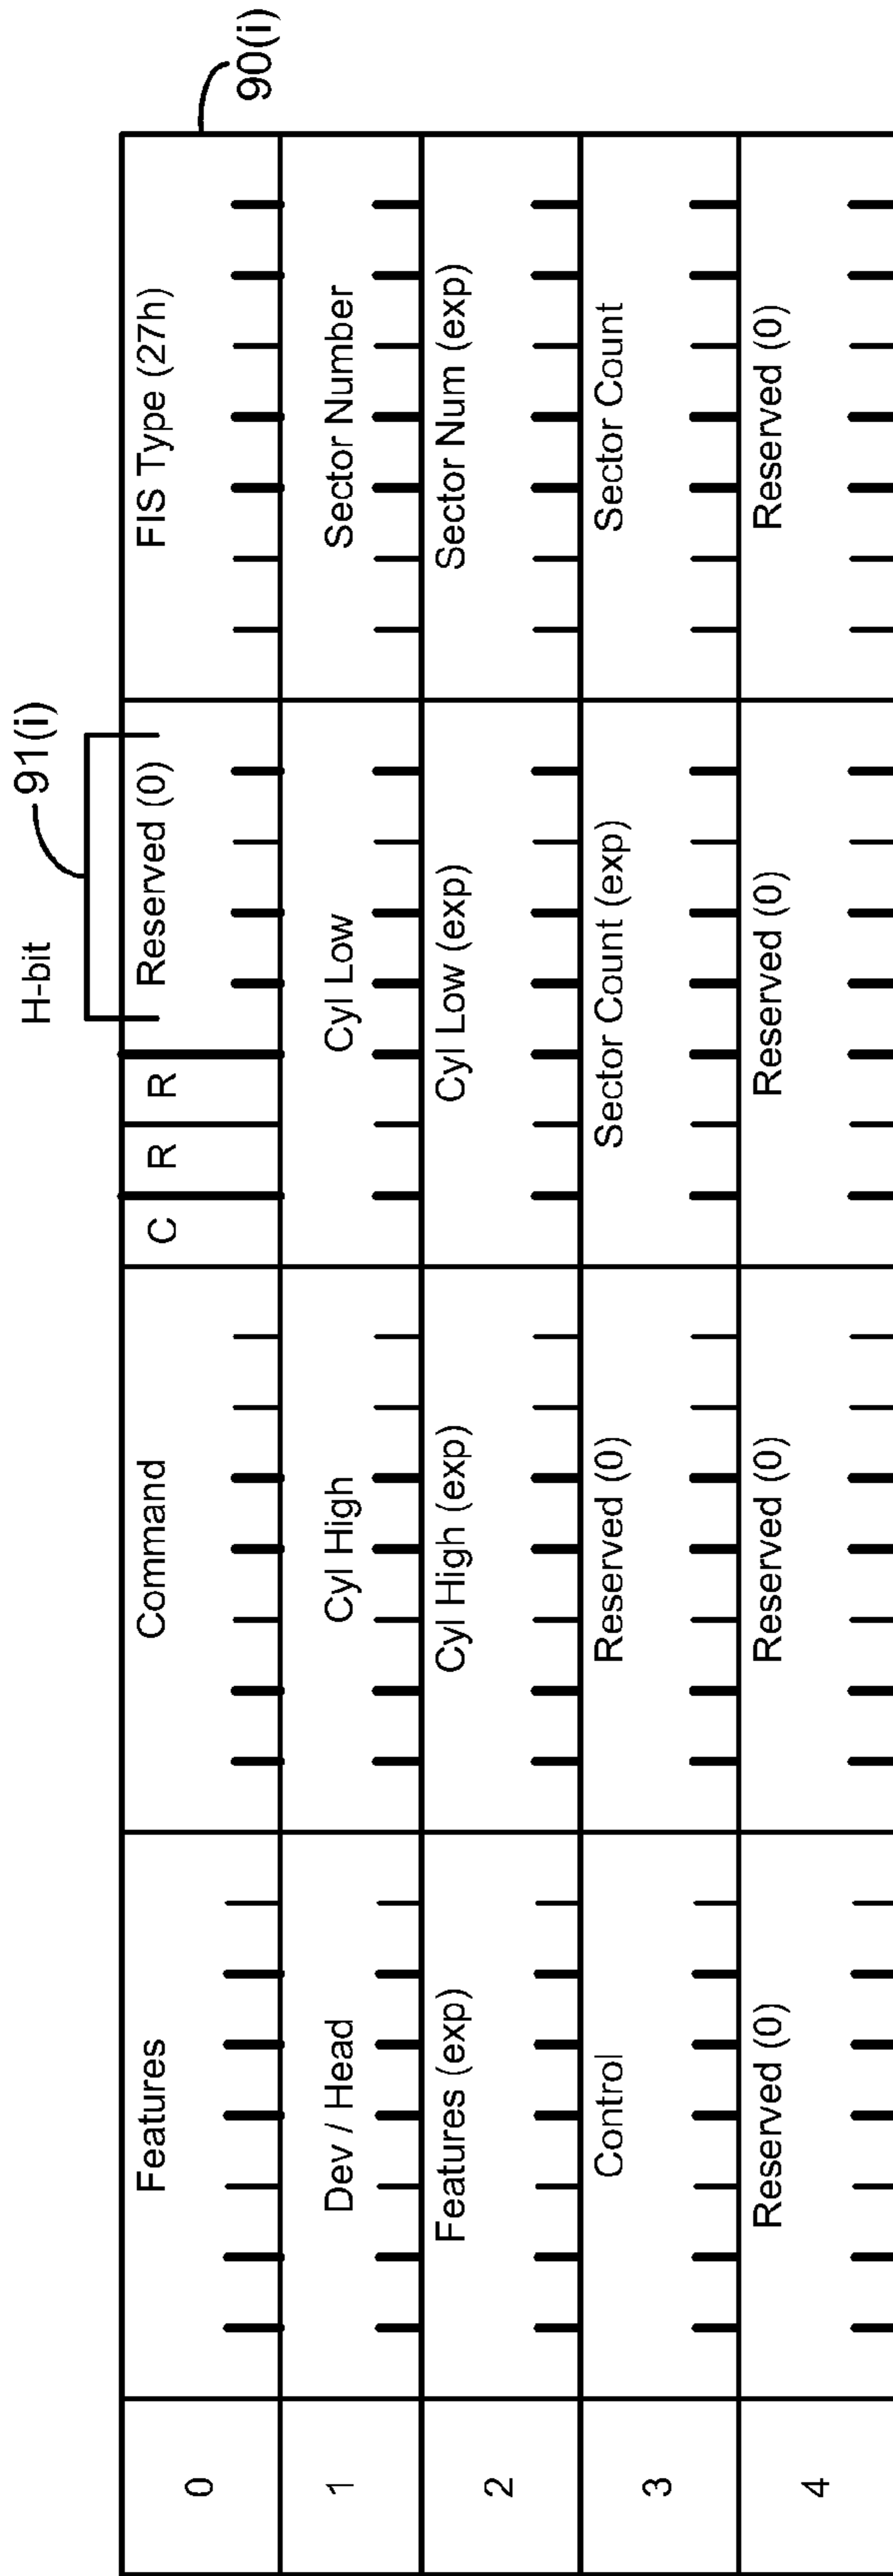 H-bit
91(i)
90(i)
0 Features Command C R R Reserved (0) FIS Type (27h)
1 Dev / Head Cyl High Cyl Low Sector Number
2 Features (exp) Cyl High (exp) Cyl Low (exp) Sector Num (exp)
3 Control Reserved (0) Sector Count (exp) Sector Count
4 Reserved (0) Reserved (0) Reserved (0) Reserved (0)